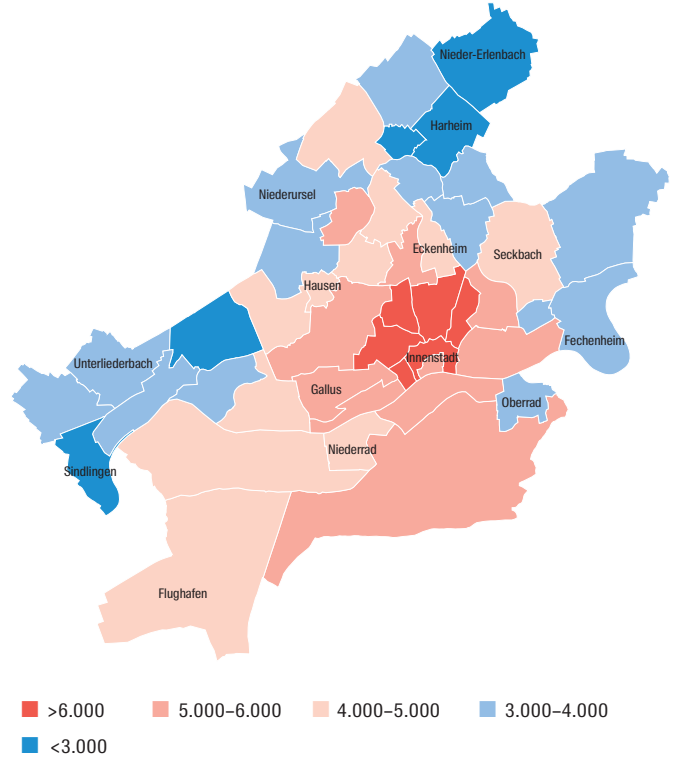 Nieder-Erlenbach
Harheim
Niederursel
Eckenheim
Seckbach
Hausen
Fechenheim
Innenstadt
Unterliederbach
Gallus
Oberrad
Niederrad
Sindlingen
Flughafen
>6.000 5.000–6.000 4.000–5.000 3.000–4.000
<3.000